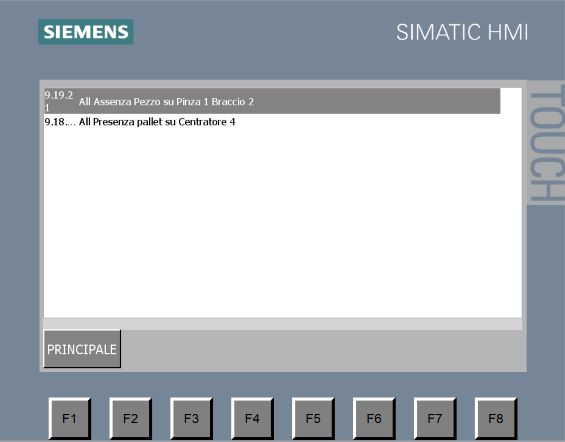 SIEMENS
SIMATIC HMI
TOUCH
9.19.2
1 All Assenza Pezzo su Pinza 1 Braccio 2
9.18.... All Presenza pallet su Centratore 4
PRINCIPALE
F1 F2 F3 F4 F5 F6 F7 F8